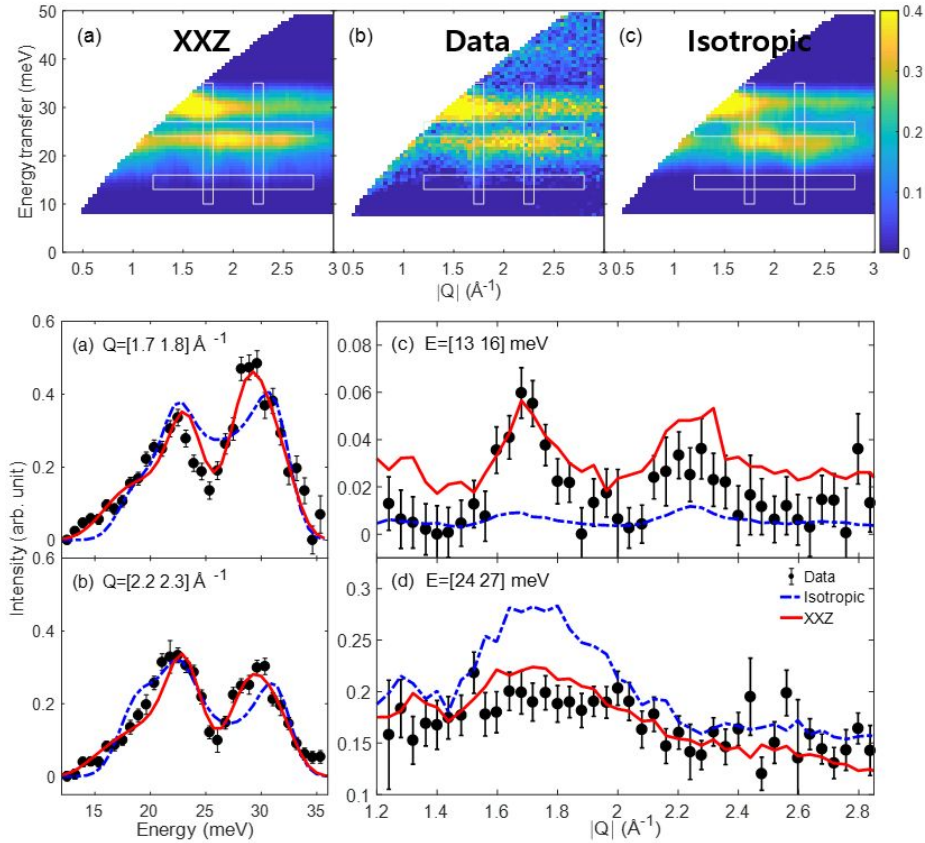 (a) XXZ
(b) Data
(c) Isotropic
Energy transfer (meV)
50
40
30
20
10
0
0.5 1 1.5 2 2.5 3
0.5 1 1.5 2 2.5 3
0.5 1 1.5 2 2.5 3
|Q| (Å⁻¹)
0.4
0.3
0.2
0.1
0
(a) Q=[1.7 1.8] Å ⁻¹
0.6
0.4
0.2
0
(b) Q=[2.2 2.3] Å ⁻¹
0.6
0.4
0.2
0
Intensity (arb. unit)
15 20 25 30 35
Energy (meV)
(c) E=[13 16] meV
0.08
0.06
0.04
0.02
0
(d) E=[24 27] meV
Data
Isotropic
XXZ
0.25
0.2
0.15
0.1
1.2 1.4 1.6 1.8 2 2.2 2.4 2.6 2.8
|Q| (Å⁻¹)